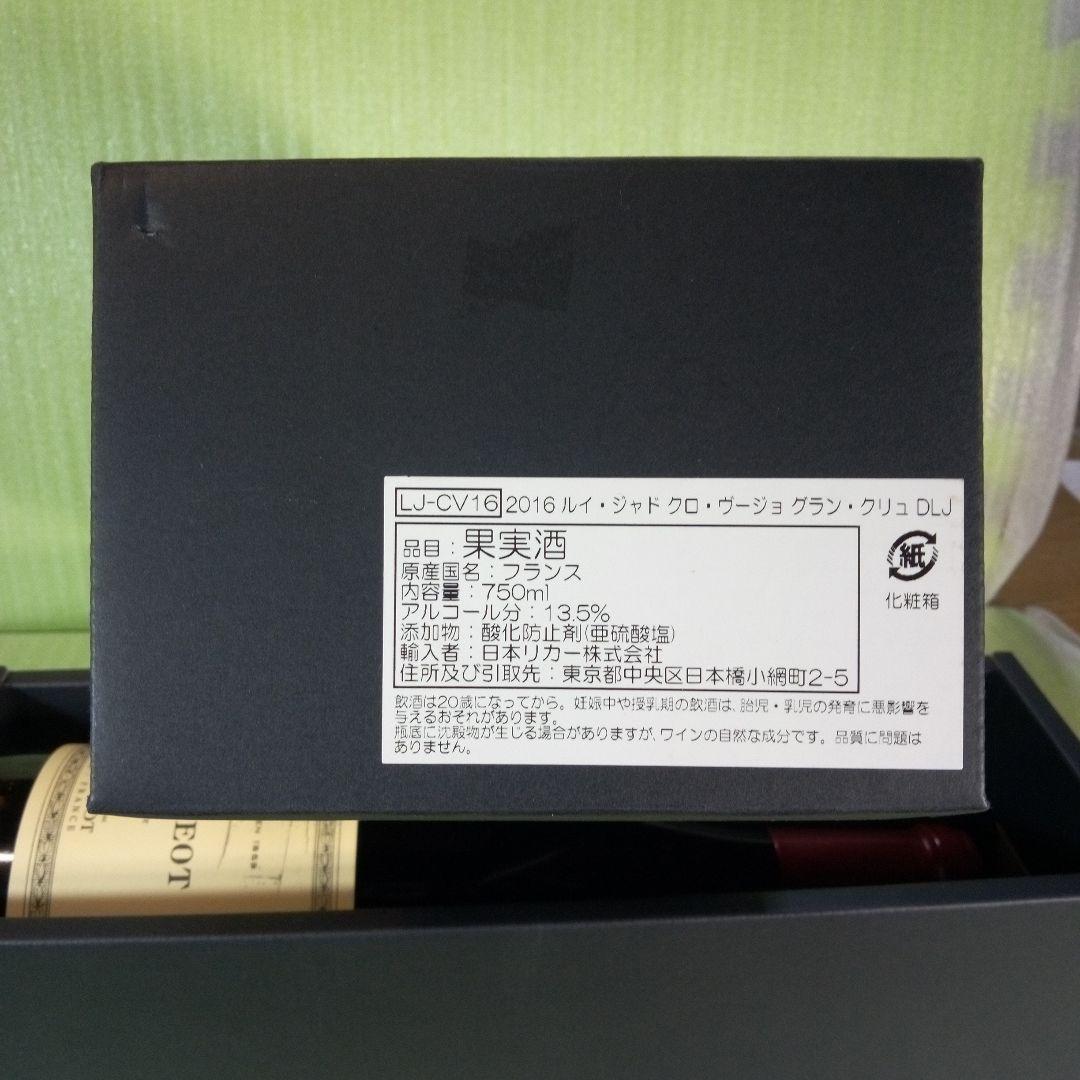 LJ-CV16 2016 ルイ・ジャド クロ・ヴージョ グラン・クリュ DLJ
品目：果実酒
原産国名：フランス
内容量：750ml
アルコール分：13.5%
添加物：酸化防止剤(亜硫酸塩)
輸入者：日本リカー株式会社
住所及び引取先：東京都中央区日本橋小網町2-5
紙
化粧箱
飲酒は20歳になってから。妊娠中や授乳期の飲酒は、胎児・乳児の発育に悪影響を
与えるおそれがあります。
瓶底に沈殿物が生じる場合がありますが、ワインの自然な成分です。品質に問題は
ありません。
FRANCE
EOT